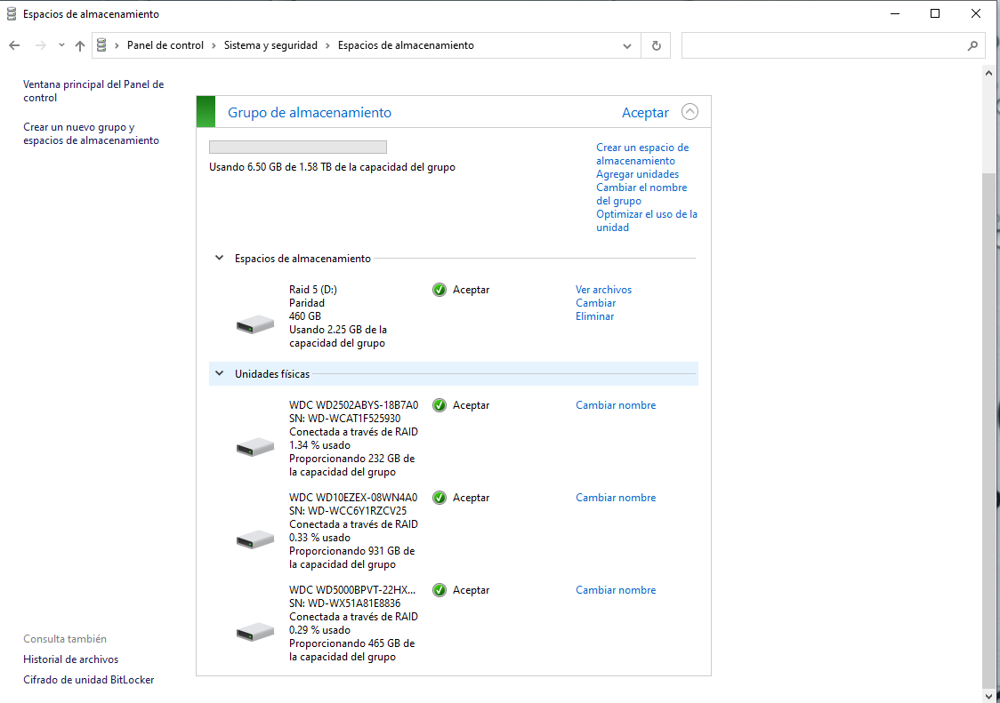 Espacios de almacenamiento
Panel de control
Sistema y seguridad
Espacios de almacenamiento
Ventana principal del Panel de
control
Crear un nuevo grupo y
espacios de almacenamiento
Grupo de almacenamiento
Aceptar
Usando 6.50 GB de 1.58 TB de la capacidad del grupo
Crear un espacio de
almacenamiento
Agregar unidades
Cambiar el nombre
del grupo
Optimizar el uso de la
unidad
Espacios de almacenamiento
Raid 5 (D:)
Paridad
460 GB
Usando 2.25 GB de la
capacidad del grupo
Aceptar
Ver archivos
Cambiar
Eliminar
Unidades físicas
WDC WD2502ABYS-18B7A0
SN: WD-WCAT1F525930
Conectada a través de RAID
1.34 % usado
Proporcionando 232 GB de
la capacidad del grupo
Aceptar
Cambiar nombre
WDC WD10EZEX-08WN4A0
SN: WD-WCC6Y1RZCV25
Conectada a través de RAID
0.33 % usado
Proporcionando 931 GB de
la capacidad del grupo
Aceptar
Cambiar nombre
WDC WD5000BPVT-22HX...
SN: WD-WX51A81E8836
Conectada a través de RAID
0.29 % usado
Proporcionando 465 GB de
la capacidad del grupo
Aceptar
Cambiar nombre
Consulta también
Historial de archivos
Cifrado de unidad BitLocker